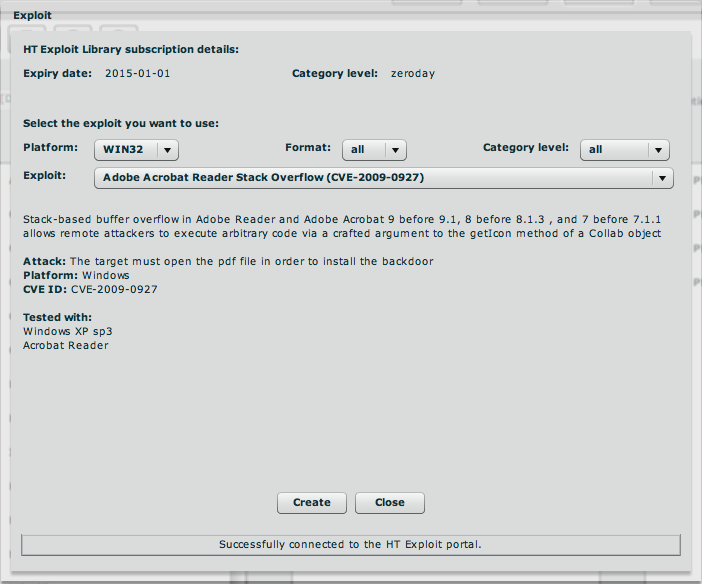 Exploit
HT Exploit Library subscription details:
Expiry date: 2015-01-01 Category level: zeroday
Select the exploit you want to use:
Platform: WIN32 Format: all Category level: all
Exploit: Adobe Acrobat Reader Stack Overflow (CVE-2009-0927)
Stack-based buffer overflow in Adobe Reader and Adobe Acrobat 9 before 9.1, 8 before 8.1.3 , and 7 before 7.1.1
allows remote attackers to execute arbitrary code via a crafted argument to the getIcon method of a Collab object
Attack: The target must open the pdf file in order to install the backdoor
Platform: Windows
CVE ID: CVE-2009-0927
Tested with:
Windows XP sp3
Acrobat Reader
Create Close
Successfully connected to the HT Exploit portal.